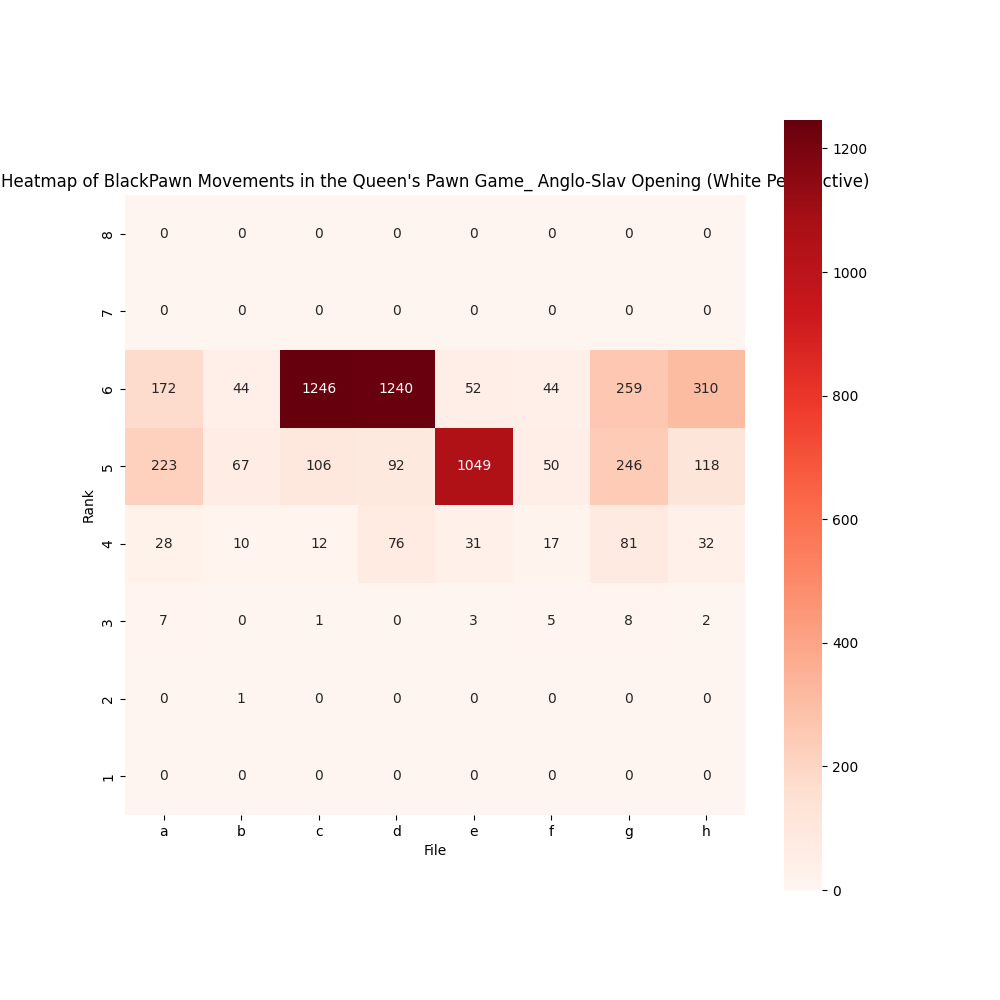 Heatmap of BlackPawn Movements in the Queen's Pawn Game_ Anglo-Slav Opening (White Pe ctive)
8 0 0 0 0 0 0 0 0
7 0 0 0 0 0 0 0 0
6 172 44 1246 1240 52 44 259 310
5 223 67 106 92 1049 50 246 118
Rank
4 28 10 12 76 31 17 81 32
3 7 0 1 0 3 5 8 2
2 0 1 0 0 0 0 0 0
1 0 0 0 0 0 0 0 0
a b c d e f g h
File
1200
1000
800
600
400
200
0